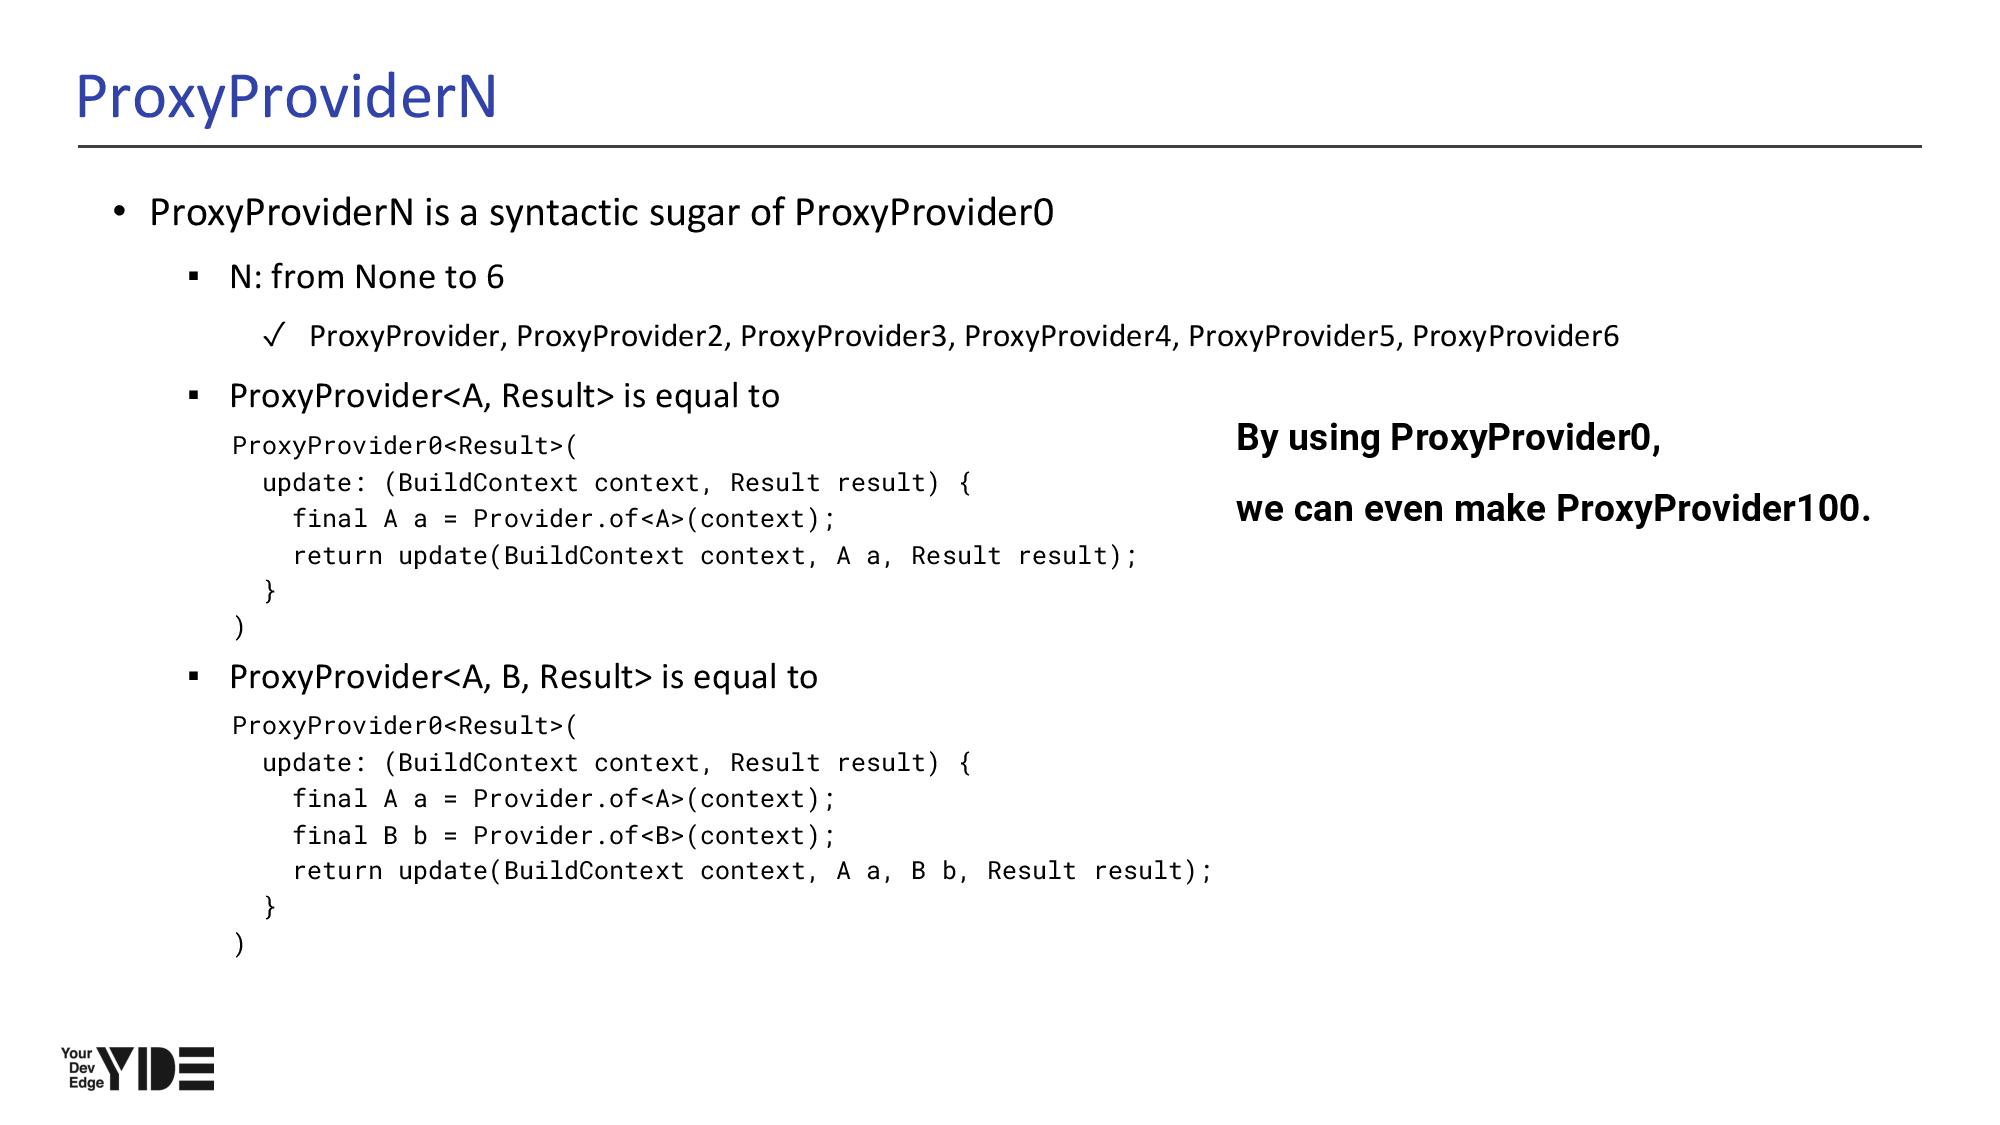 ProxyProviderN
• ProxyProviderN is a syntactic sugar of ProxyProvider0
▪ N: from None to 6
✓ ProxyProvider, ProxyProvider2, ProxyProvider3, ProxyProvider4, ProxyProvider5, ProxyProvider6
▪ ProxyProvider<A, Result> is equal to
ProxyProvider0<Result>(
  update: (BuildContext context, Result result) {
    final A a = Provider.of<A>(context);
    return update(BuildContext context, A a, Result result);
  }
)
By using ProxyProvider0,
we can even make ProxyProvider100.
▪ ProxyProvider<A, B, Result> is equal to
ProxyProvider0<Result>(
  update: (BuildContext context, Result result) {
    final A a = Provider.of<A>(context);
    final B b = Provider.of<B>(context);
    return update(BuildContext context, A a, B b, Result result);
  }
)
Your
Dev
Edge
YDE